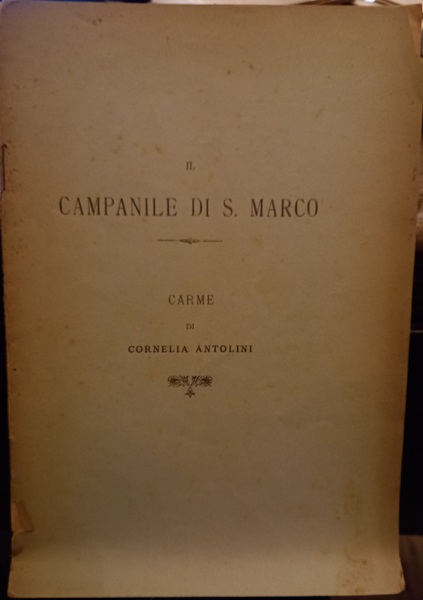 IL
CAMPANILE DI S. MARCO
CARME
DI
CORNELIA ANTOLINI